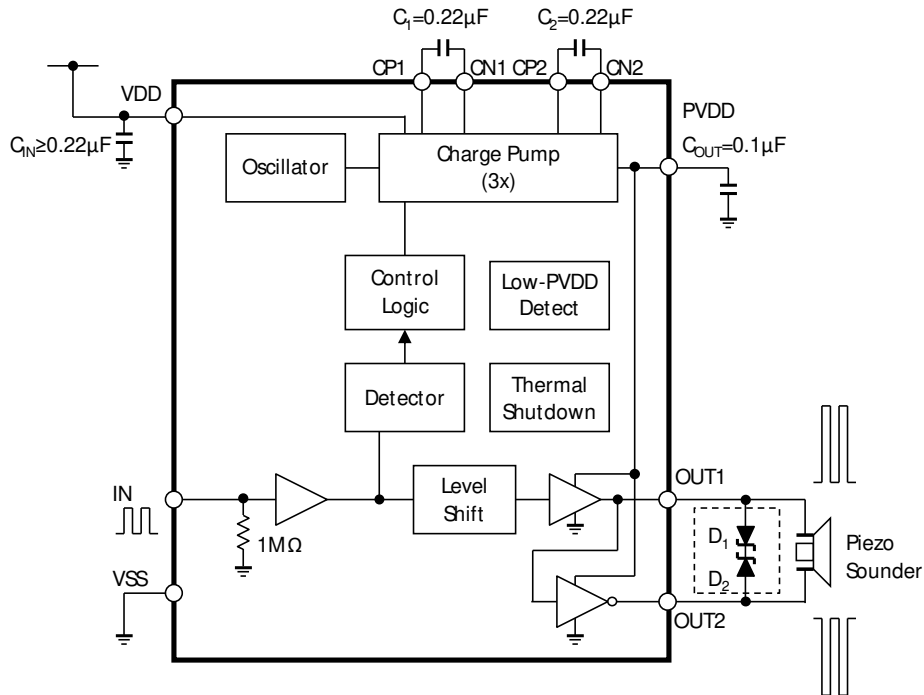 C1=0.22µF
C2=0.22µF
CP1
CN1
CP2
CN2
VDD
PVDD
CIN≥0.22µF
COUT=0.1µF
Oscillator
Charge Pump
(3x)
Control
Logic
Low-PVDD
Detect
Detector
Thermal
Shutdown
IN
Level
Shift
OUT1
1MΩ
D1
D2
Piezo
Sounder
VSS
OUT2